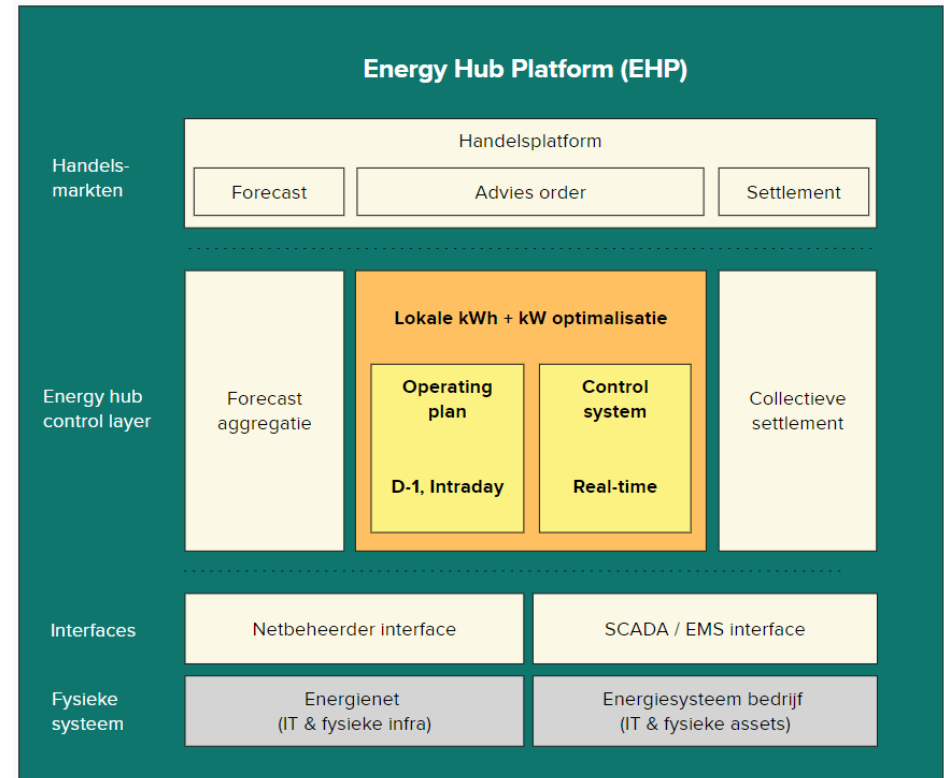 Energy Hub Platform (EHP)
Handels-
markten
Handelsplatform
Forecast
Advies order
Settlement
Energy hub
control layer
Forecast
aggregatie
Lokale kWh + kW optimalisatie
Operating
plan
D-1, Intraday
Control
system
Real-time
Collectieve
settlement
Interfaces
Netbeheerder interface
SCADA / EMS interface
Fysieke
systeem
Energienet
(IT & fysieke infra)
Energiesysteem bedrijf
(IT & fysieke assets)